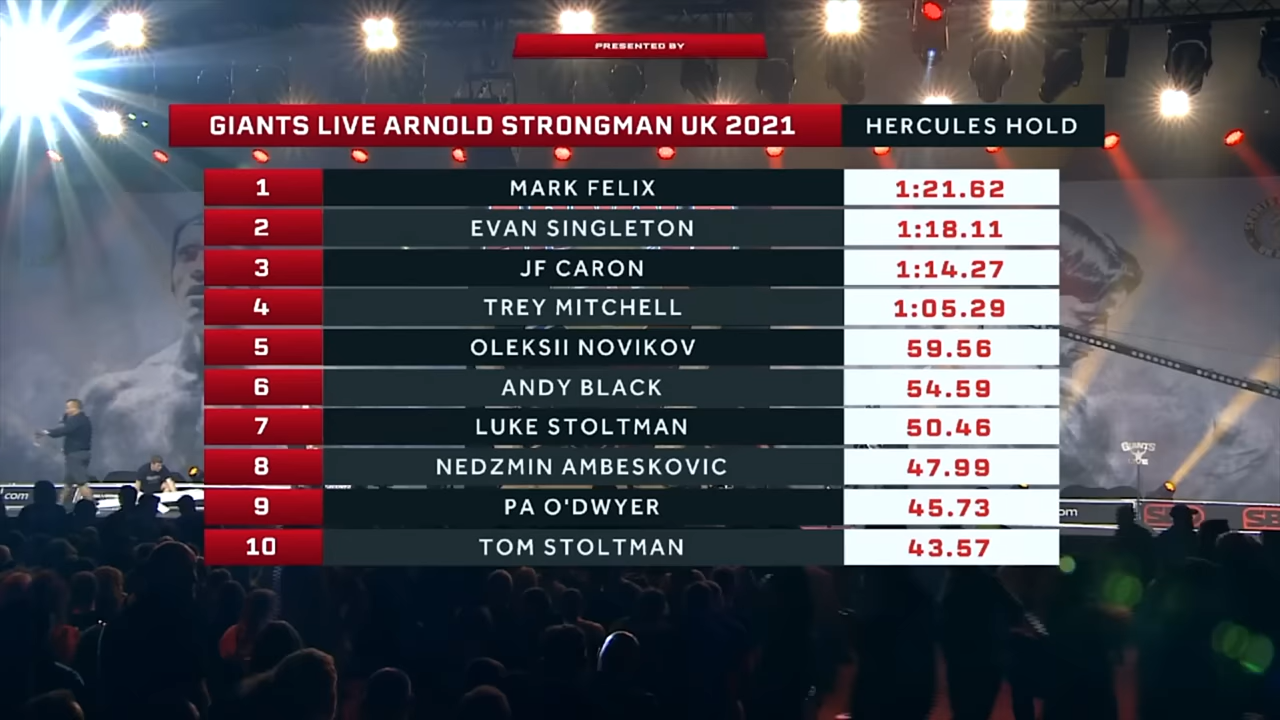 PRESENTED BY
GIANTS LIVE ARNOLD STRONGMAN UK 2021 HERCULES HOLD
1 MARK FELIX 1:21.62
2 EVAN SINGLETON 1:18.11
3 JF CARON 1:14.27
4 TREY MITCHELL 1:05.29
5 OLEKSII NOVIKOV 59.56
6 ANDY BLACK 54.59
7 LUKE STOLTMAN 50.46
8 NEDZMIN AMBESKOVIC 47.99
9 PA O'DWYER 45.73
10 TOM STOLTMAN 43.57
GIANTS
LIVE
.com